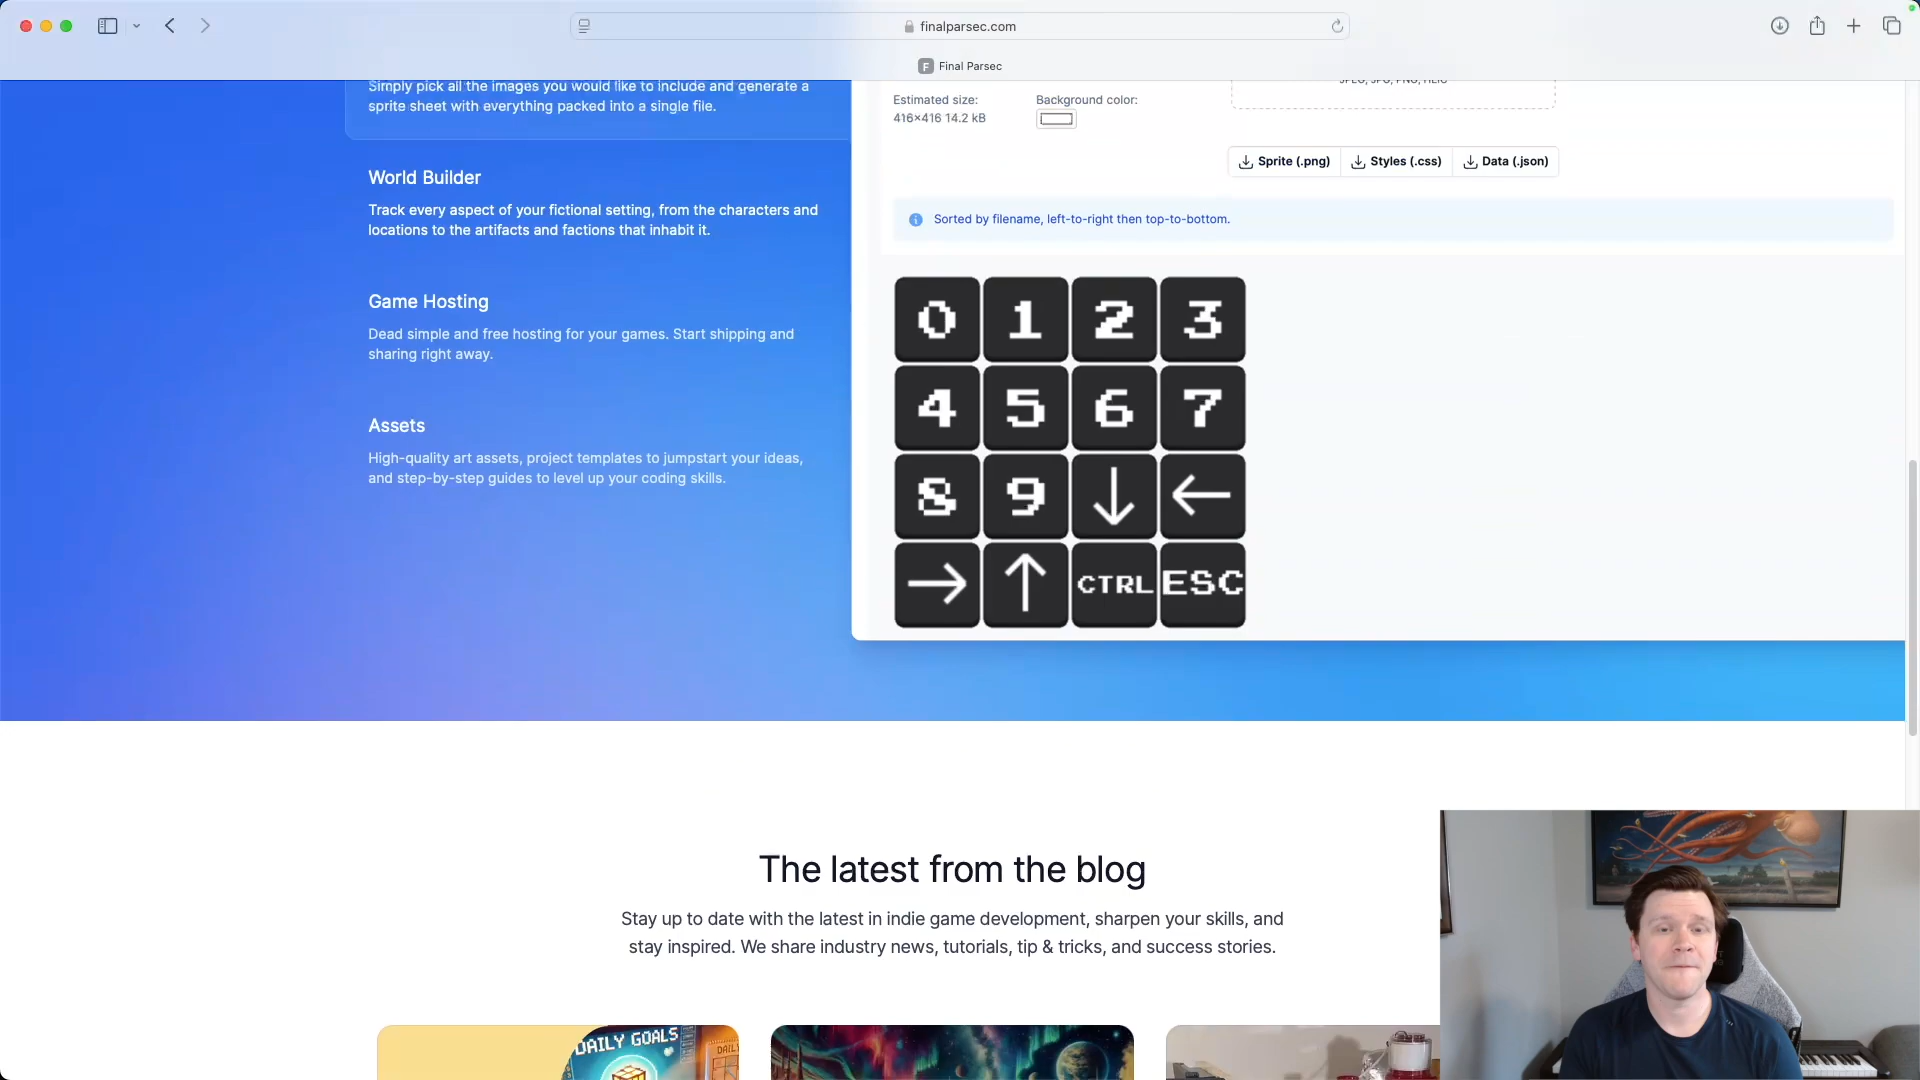 finalparsec.com
F Final Parsec
Simply pick all the images you would like to include and generate a
sprite sheet with everything packed into a single file.
World Builder
Track every aspect of your fictional setting, from the characters and
locations to the artifacts and factions that inhabit it.
Game Hosting
Dead simple and free hosting for your games. Start shipping and
sharing right away.
Assets
High-quality art assets, project templates to jumpstart your ideas,
and step-by-step guides to level up your coding skills.
JPEG, JPG, PNG, HEIC
Estimated size:
416×416 14.2 kB
Background color:
Sprite (.png)
Styles (.css)
Data (.json)
Sorted by filename, left-to-right then top-to-bottom.
0 1 2 3
4 5 6 7
8 9 ↓ ←
→ ↑ CTRL ESC
The latest from the blog
Stay up to date with the latest in indie game development, sharpen your skills, and
stay inspired. We share industry news, tutorials, tip & tricks, and success stories.
DAILY GOALS
DAILY